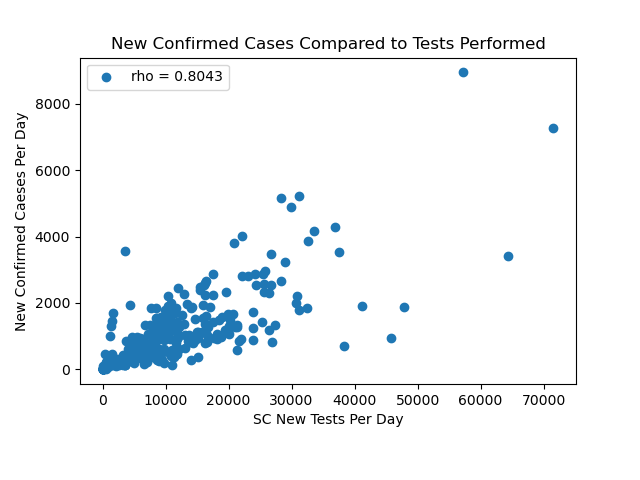 New Confirmed Cases Compared to Tests Performed
rho = 0.8043
New Confirmed Caeses Per Day
8000
6000
4000
2000
0
0 10000 20000 30000 40000 50000 60000 70000
SC New Tests Per Day